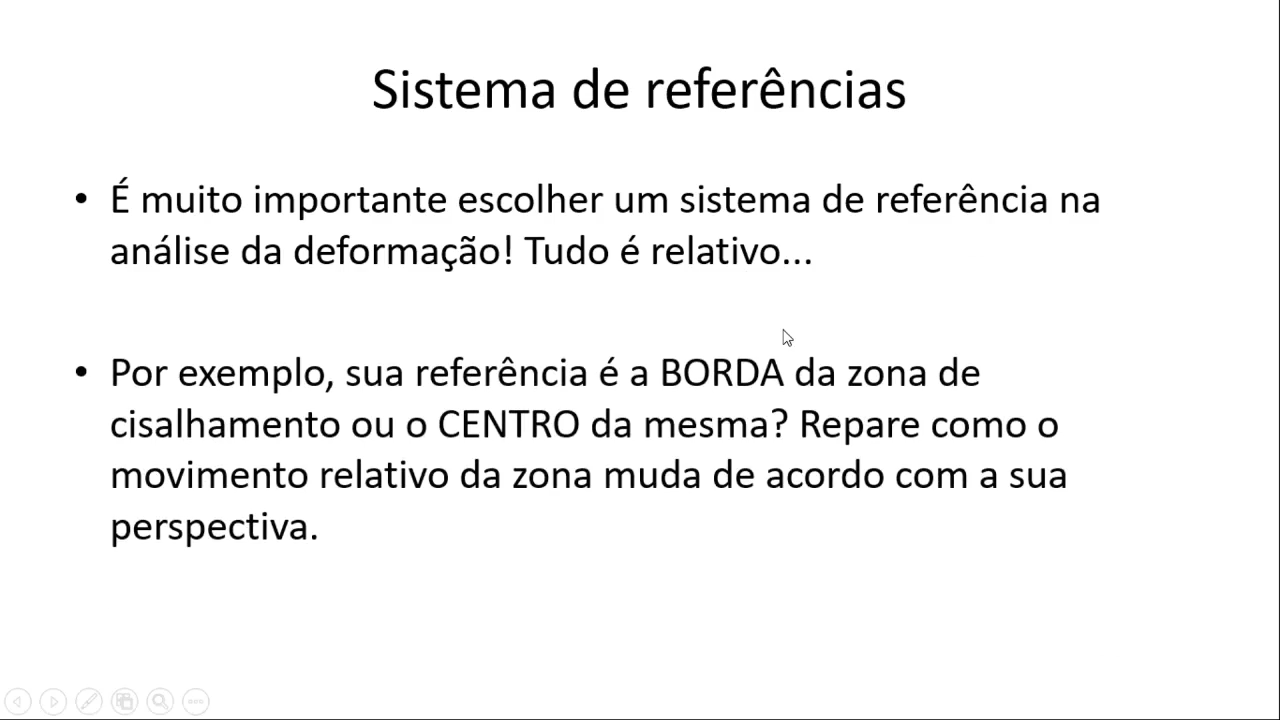 Sistema de referências
• É muito importante escolher um sistema de referência na
análise da deformação! Tudo é relativo...
• Por exemplo, sua referência é a BORDA da zona de
cisalhamento ou o CENTRO da mesma? Repare como o
movimento relativo da zona muda de acordo com a sua
perspectiva.